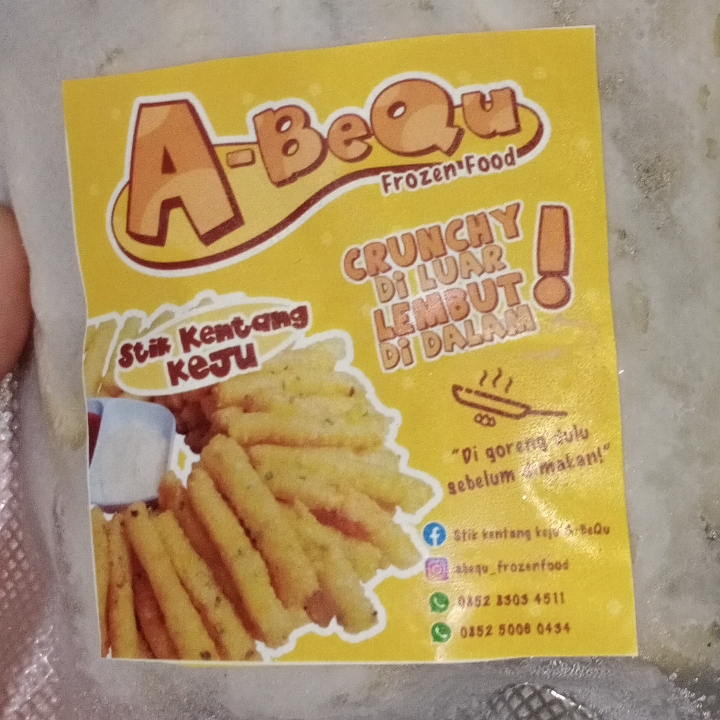 A-BeQu
Frozen Food
CRUNCHY
Di LUAR
LEMBUT
Di DALAM
!
Stik Kentang
KEJU
"Di goreng dulu
sebelum dimakan!"
Stik kentang keju A-BeQu
abequ_frozenfood
0852 8303 4511
0852 5006 0434